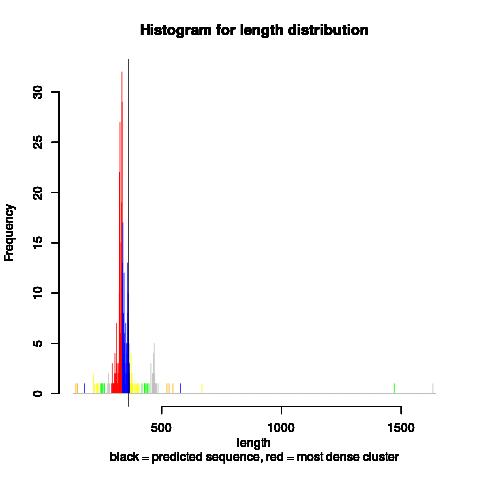 Histogram for length distribution
Frequency
30
25
20
15
10
5
0
500
1000
1500
length
black = predicted sequence, red = most dense cluster